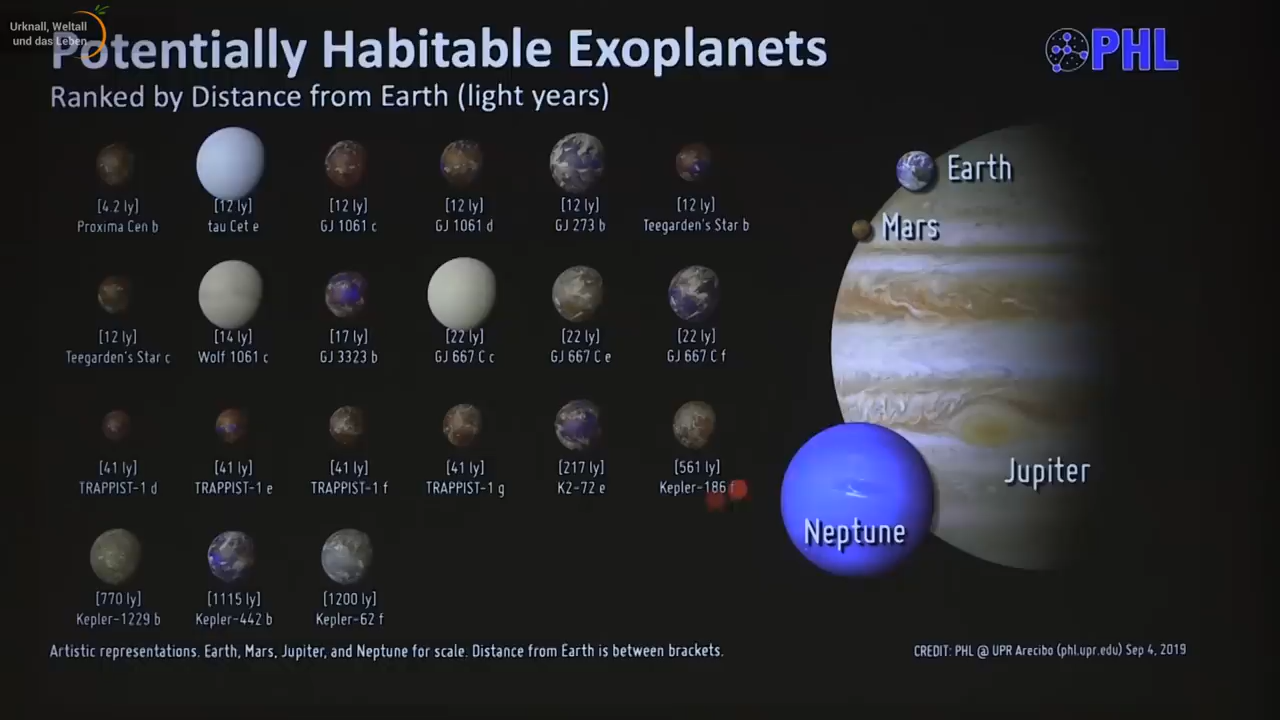 Urknall, Weltall
und das Leben
Potentially Habitable Exoplanets
PHL
Ranked by Distance from Earth (light years)
[4.2 ly]
Proxima Cen b
[12 ly]
tau Cet e
[12 ly]
GJ 1061 c
[12 ly]
GJ 1061 d
[12 ly]
GJ 273 b
[12 ly]
Teegarden's Star b
[12 ly]
Teegarden's Star c
[14 ly]
Wolf 1061 c
[17 ly]
GJ 3323 b
[22 ly]
GJ 667 C c
[22 ly]
GJ 667 C e
[22 ly]
GJ 667 C f
[41 ly]
TRAPPIST-1 d
[41 ly]
TRAPPIST-1 e
[41 ly]
TRAPPIST-1 f
[41 ly]
TRAPPIST-1 g
[217 ly]
K2-72 e
[561 ly]
Kepler-186 f
[770 ly]
Kepler-1229 b
[1115 ly]
Kepler-442 b
[1200 ly]
Kepler-62 f
Earth
Mars
Jupiter
Neptune
Artistic representations. Earth, Mars, Jupiter, and Neptune for scale. Distance from Earth is between brackets.
CREDIT: PHL @ UPR Arecibo (phl.upr.edu) Sep 4, 2019